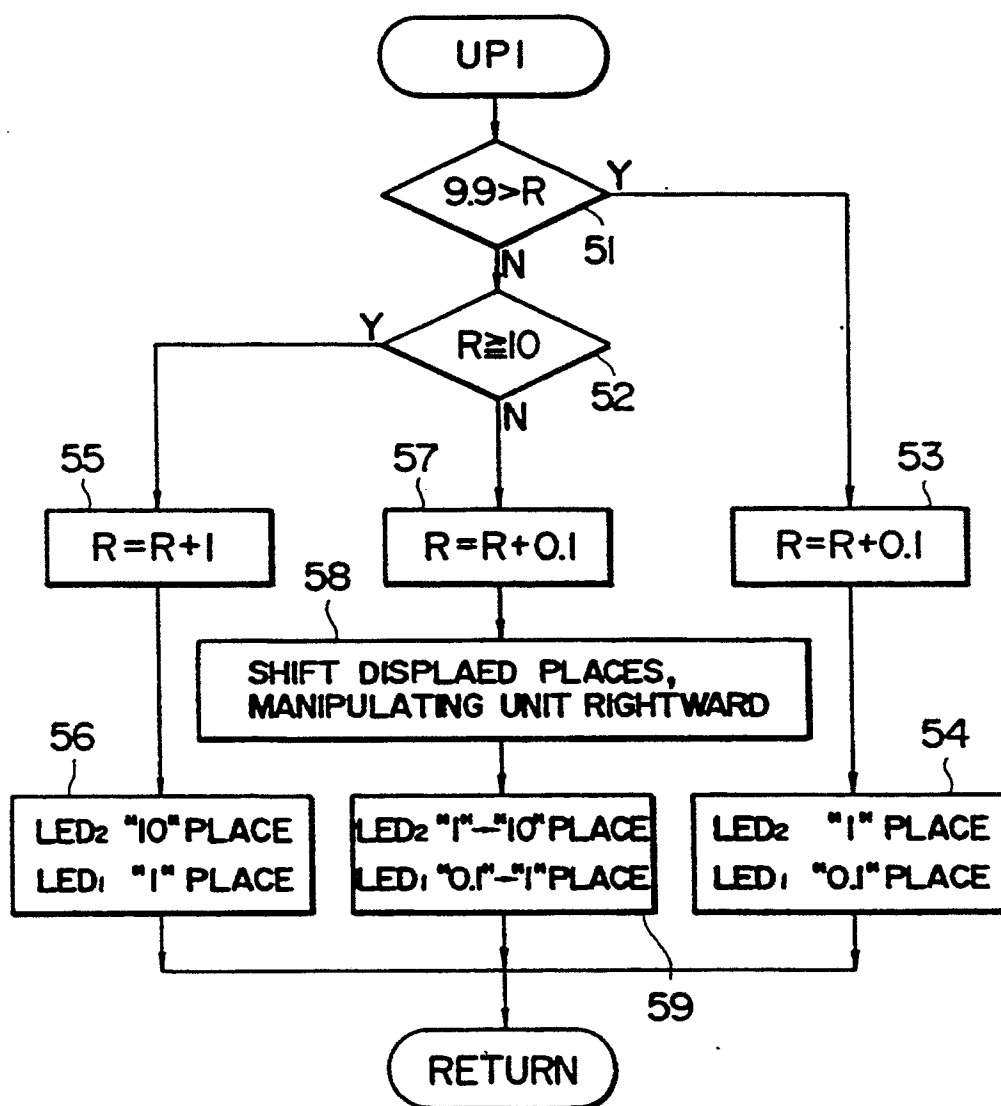 UP1
9.9>R
Y
51
N
Y
R≧10
52
N
55
57
53
R=R+1
R=R+0.1
R=R+0.1
58
SHIFT DISPLAED PLACES,
MANIPULATING UNIT RIGHTWARD
56
54
LED2 "10" PLACE
LED1 "1" PLACE
LED2 "1"-"10" PLACE
LED1 "0.1"-"1" PLACE
LED2 "1" PLACE
LED1 "0.1" PLACE
59
RETURN